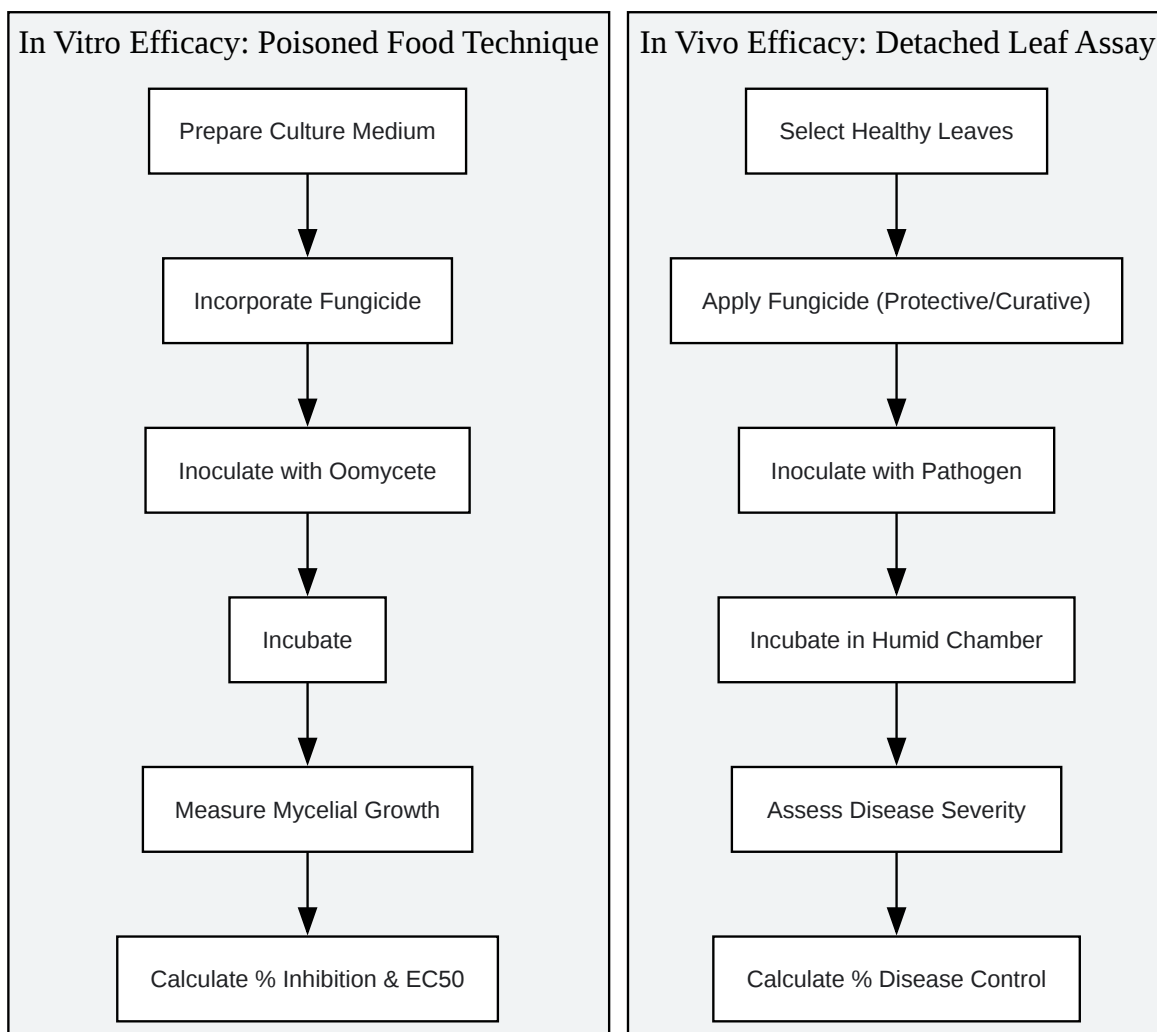 In Vitro Efficacy: Poisoned Food Technique
Prepare Culture Medium
Incorporate Fungicide
Inoculate with Oomycete
Incubate
Measure Mycelial Growth
Calculate % Inhibition & EC50
In Vivo Efficacy: Detached Leaf Assay
Select Healthy Leaves
Apply Fungicide (Protective/Curative)
Inoculate with Pathogen
Incubate in Humid Chamber
Assess Disease Severity
Calculate % Disease Control